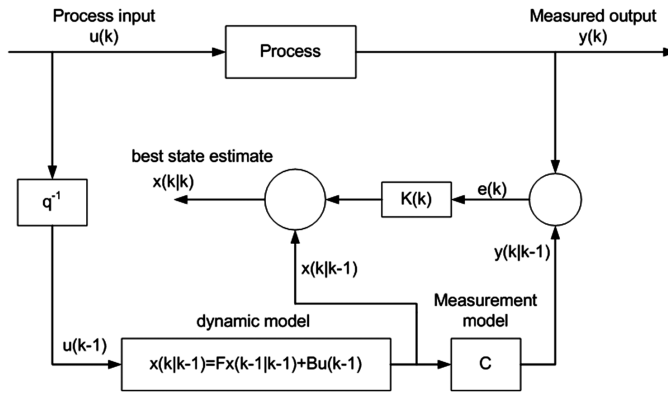 Process input
u(k)
Process
Measured output
y(k)
best state estimate
x(k|k)
q-1
K(k)
e(k)
y(k|k-1)
x(k|k-1)
Measurement
model
dynamic model
u(k-1)
x(k|k-1)=Fx(k-1|k-1)+Bu(k-1)
C